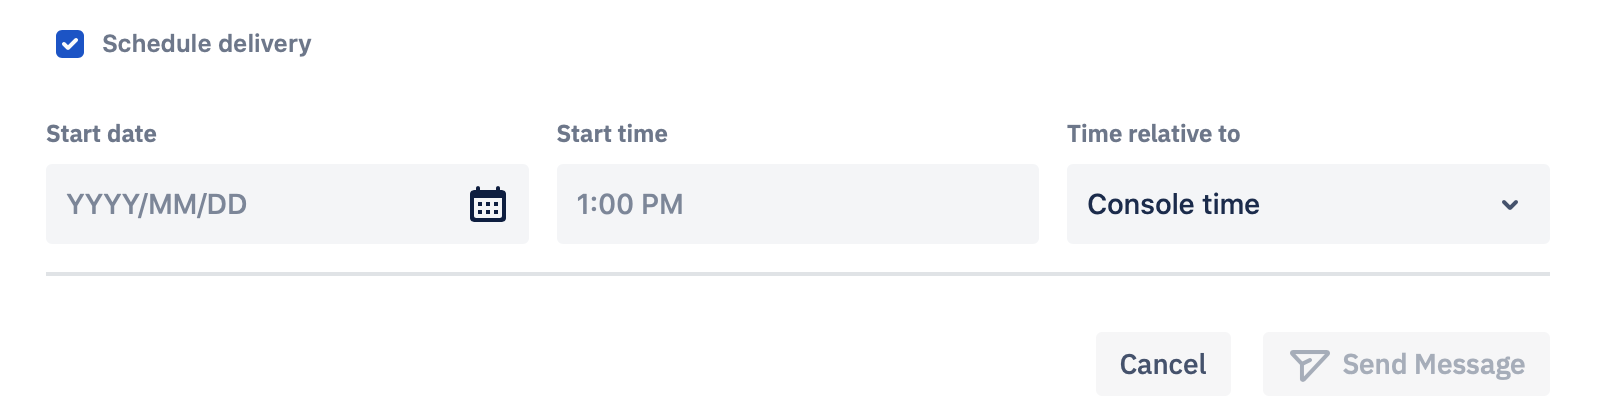 Schedule delivery
Start date
Start time
Time relative to
YYYY/MM/DD
1:00 PM
Console time
Cancel
Send Message